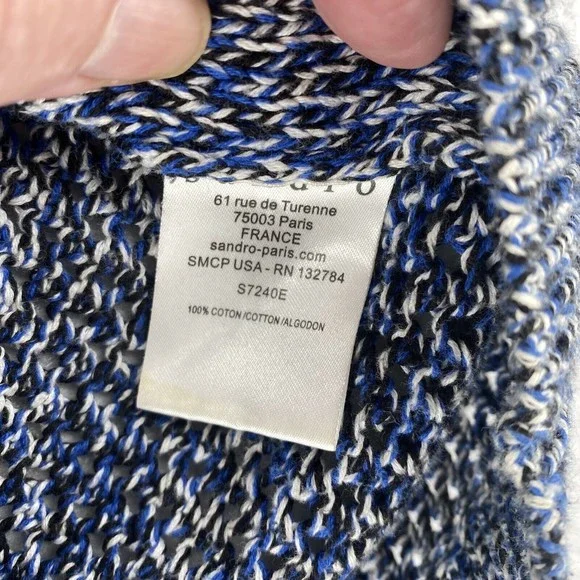 sandro
61 rue de Turenne
75003 Paris
FRANCE
sandro-paris.com
SMCP USA - RN 132784
S7240E
100% COTON/COTTON/ALGODON